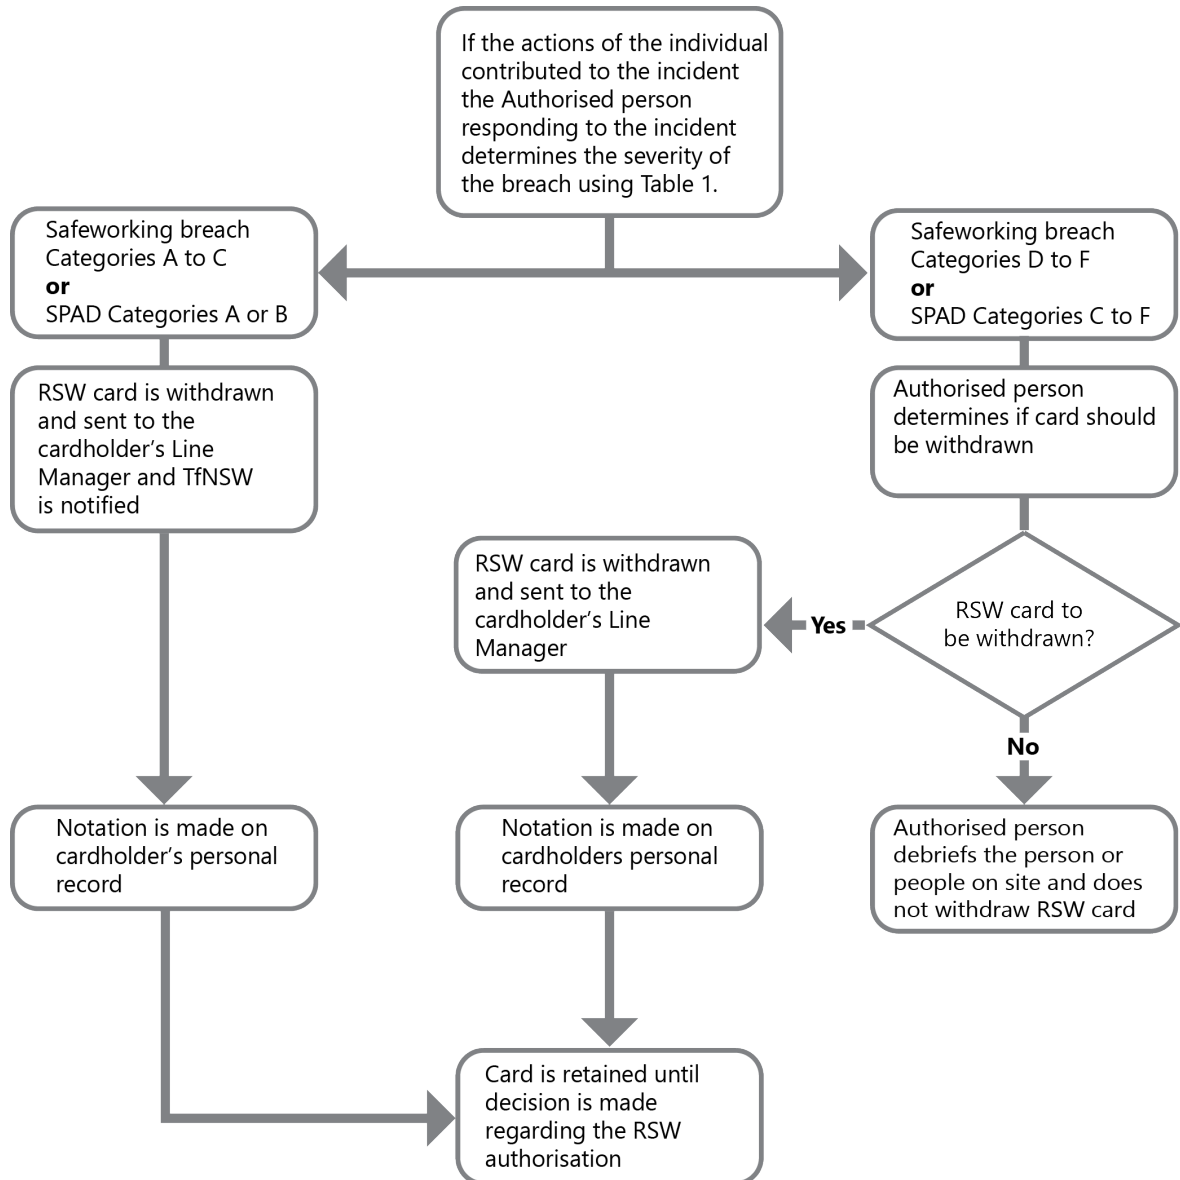 If the actions of the individual
contributed to the incident
the Authorised person
responding to the incident
determines the severity of
the breach using Table 1.
Safeworking breach
Categories A to C
or
SPAD Categories A or B
Safeworking breach
Categories D to F
or
SPAD Categories C to F
RSW card is withdrawn
and sent to the
cardholder’s Line
Manager and TfNSW
is notified
Authorised person
determines if card should
be withdrawn
RSW card is withdrawn
and sent to the
cardholder’s Line
Manager
Yes
RSW card to
be withdrawn?
No
Notation is made on
cardholder’s personal
record
Notation is made on
cardholders personal
record
Authorised person
debriefs the person or
people on site and does
not withdraw RSW card
Card is retained until
decision is made
regarding the RSW
authorisation